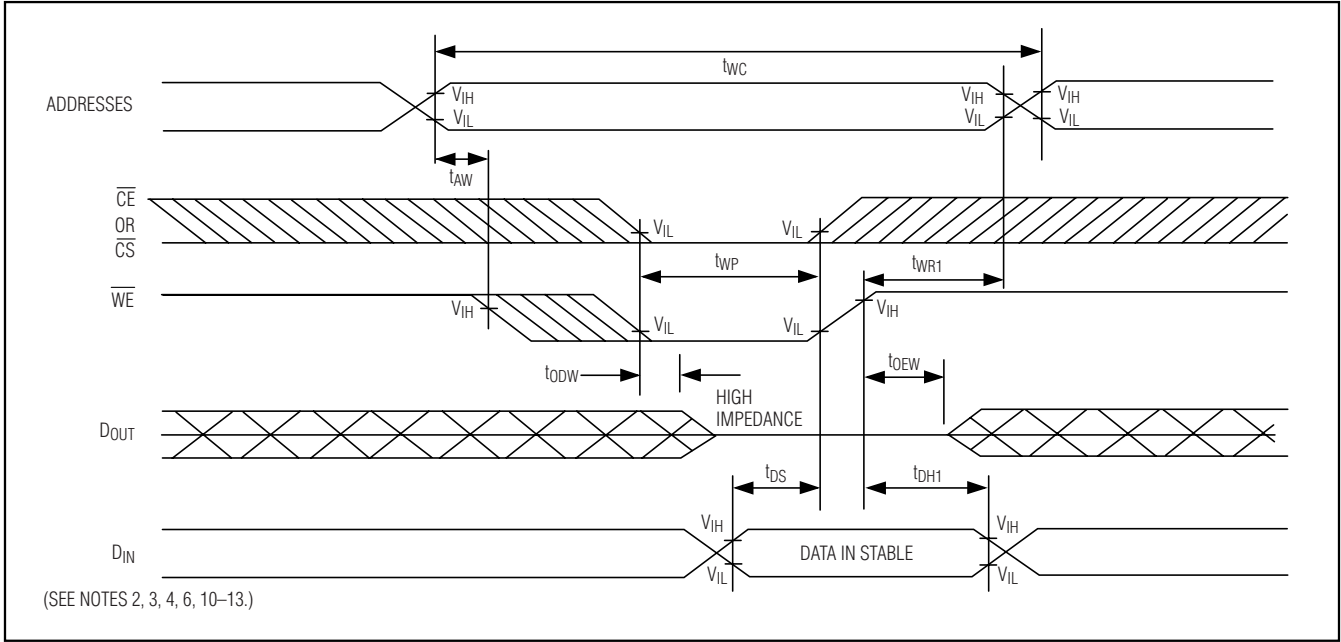 tWC
ADDRESSES
VIH
VIL
VIH
VIL
VIH
VIL
tAW
CE
OR
CS
VIL
VIL
tWP
tWR1
WE
VIH
VIL
VIL
VIH
tODW
tOEW
HIGH
IMPEDANCE
DOUT
tDS
tDH1
DIN
VIH
VIL
DATA IN STABLE
VIH
VIL
(SEE NOTES 2, 3, 4, 6, 10–13.)